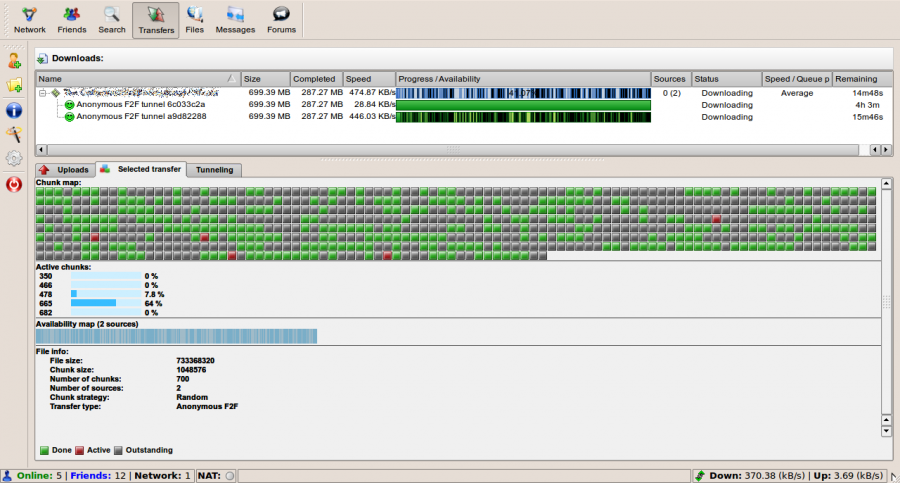 Network Friends Search Transfers Files Messages Forums
Downloads:
Name Size Completed Speed Progress / Availability Sources Status Speed / Queue p Remaining
699.39 MB 287.27 MB 474.87 KB/s 0 (2) Downloading Average 14m48s
Anonymous F2F tunnel 6c033c2a 699.39 MB 287.27 MB 28.84 KB/s Downloading 4h 3m
Anonymous F2F tunnel a9d82288 699.39 MB 287.27 MB 446.03 KB/s Downloading 15m46s
Uploads Selected transfer Tunneling
Chunk map:
Active chunks:
350 0 %
466 0 %
478 7.8 %
665 64 %
682 0 %
Availability map (2 sources)
File info:
File size: 733368320
Chunk size: 1048576
Number of chunks: 700
Number of sources: 2
Chunk strategy: Random
Transfer type: Anonymous F2F
Done Active Outstanding
Online: 5 | Friends: 12 | Network: 1 NAT: Down: 370.38 (kB/s) | Up: 3.69 (kB/s)